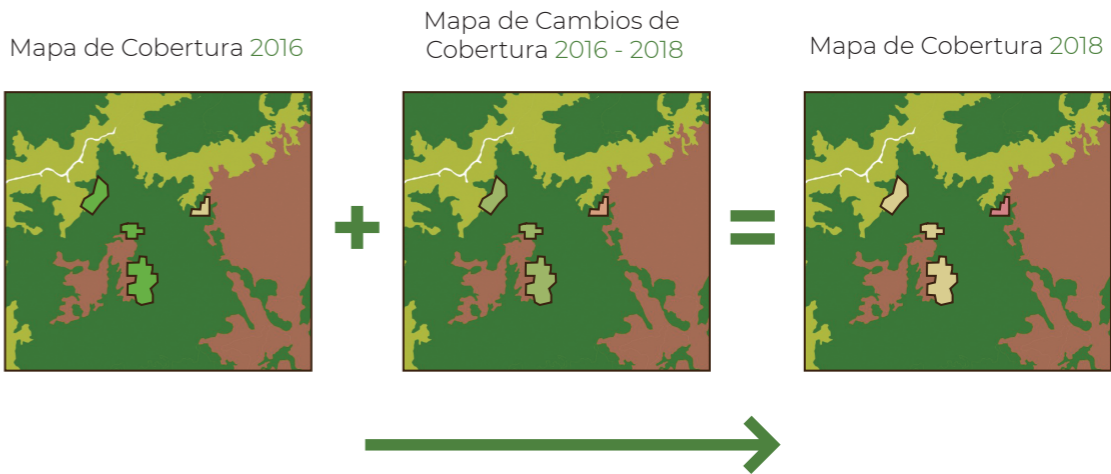 Mapa de Cobertura 2016
Mapa de Cambios de
Cobertura 2016 - 2018
Mapa de Cobertura 2018
+
=